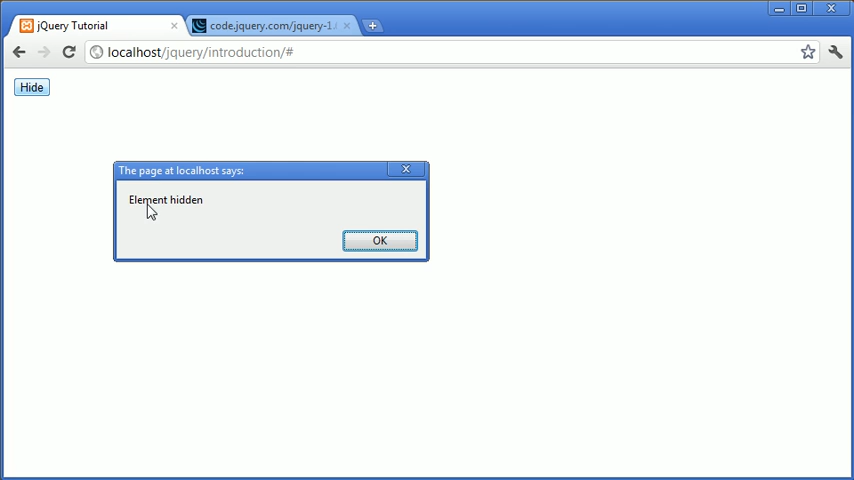 jQuery Tutorial
code.jquery.com/jquery-1.
localhost/jquery/introduction/#
Hide
The page at localhost says:
Element hidden
OK